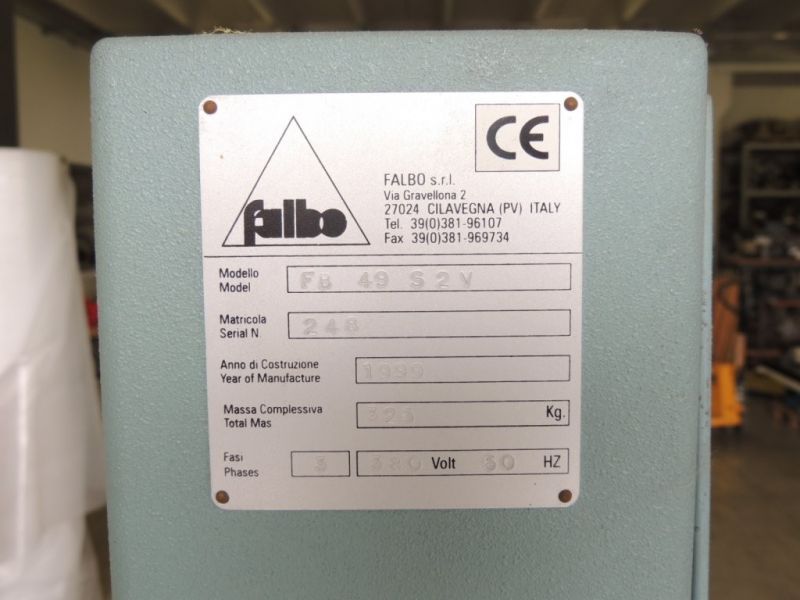 falbo
CE
FALBO s.r.l.
Via Gravellona 2
27024 CILAVEGNA (PV) ITALY
Tel. 39(0)381-96107
Fax 39(0)381-969734
Modello
Model
FB 49 S2V
Matricola
Serial N.
248
Anno di Costruzione
Year of Manufacture
1999
Massa Complessiva
Total Mas
Kg.
Fasi
Phases
3
380 Volt 50 HZ